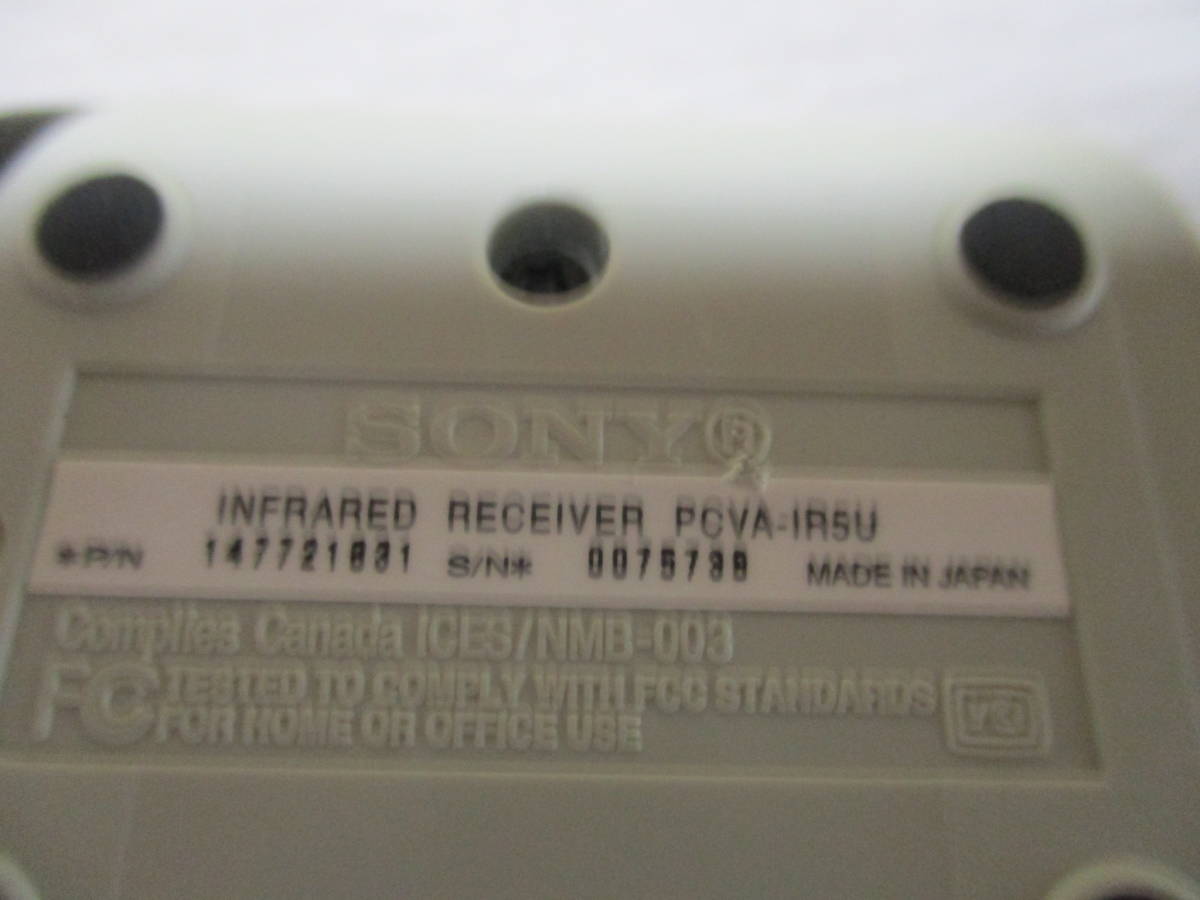 SONY®
INFRARED RECEIVER PCVA-IR5U
*P/N 147721831 S/N* 0075739 MADE IN JAPAN
Complies Canada ICES/NMB-003
FC TESTED TO COMPLY WITH FCC STANDARDS
FOR HOME OR OFFICE USE